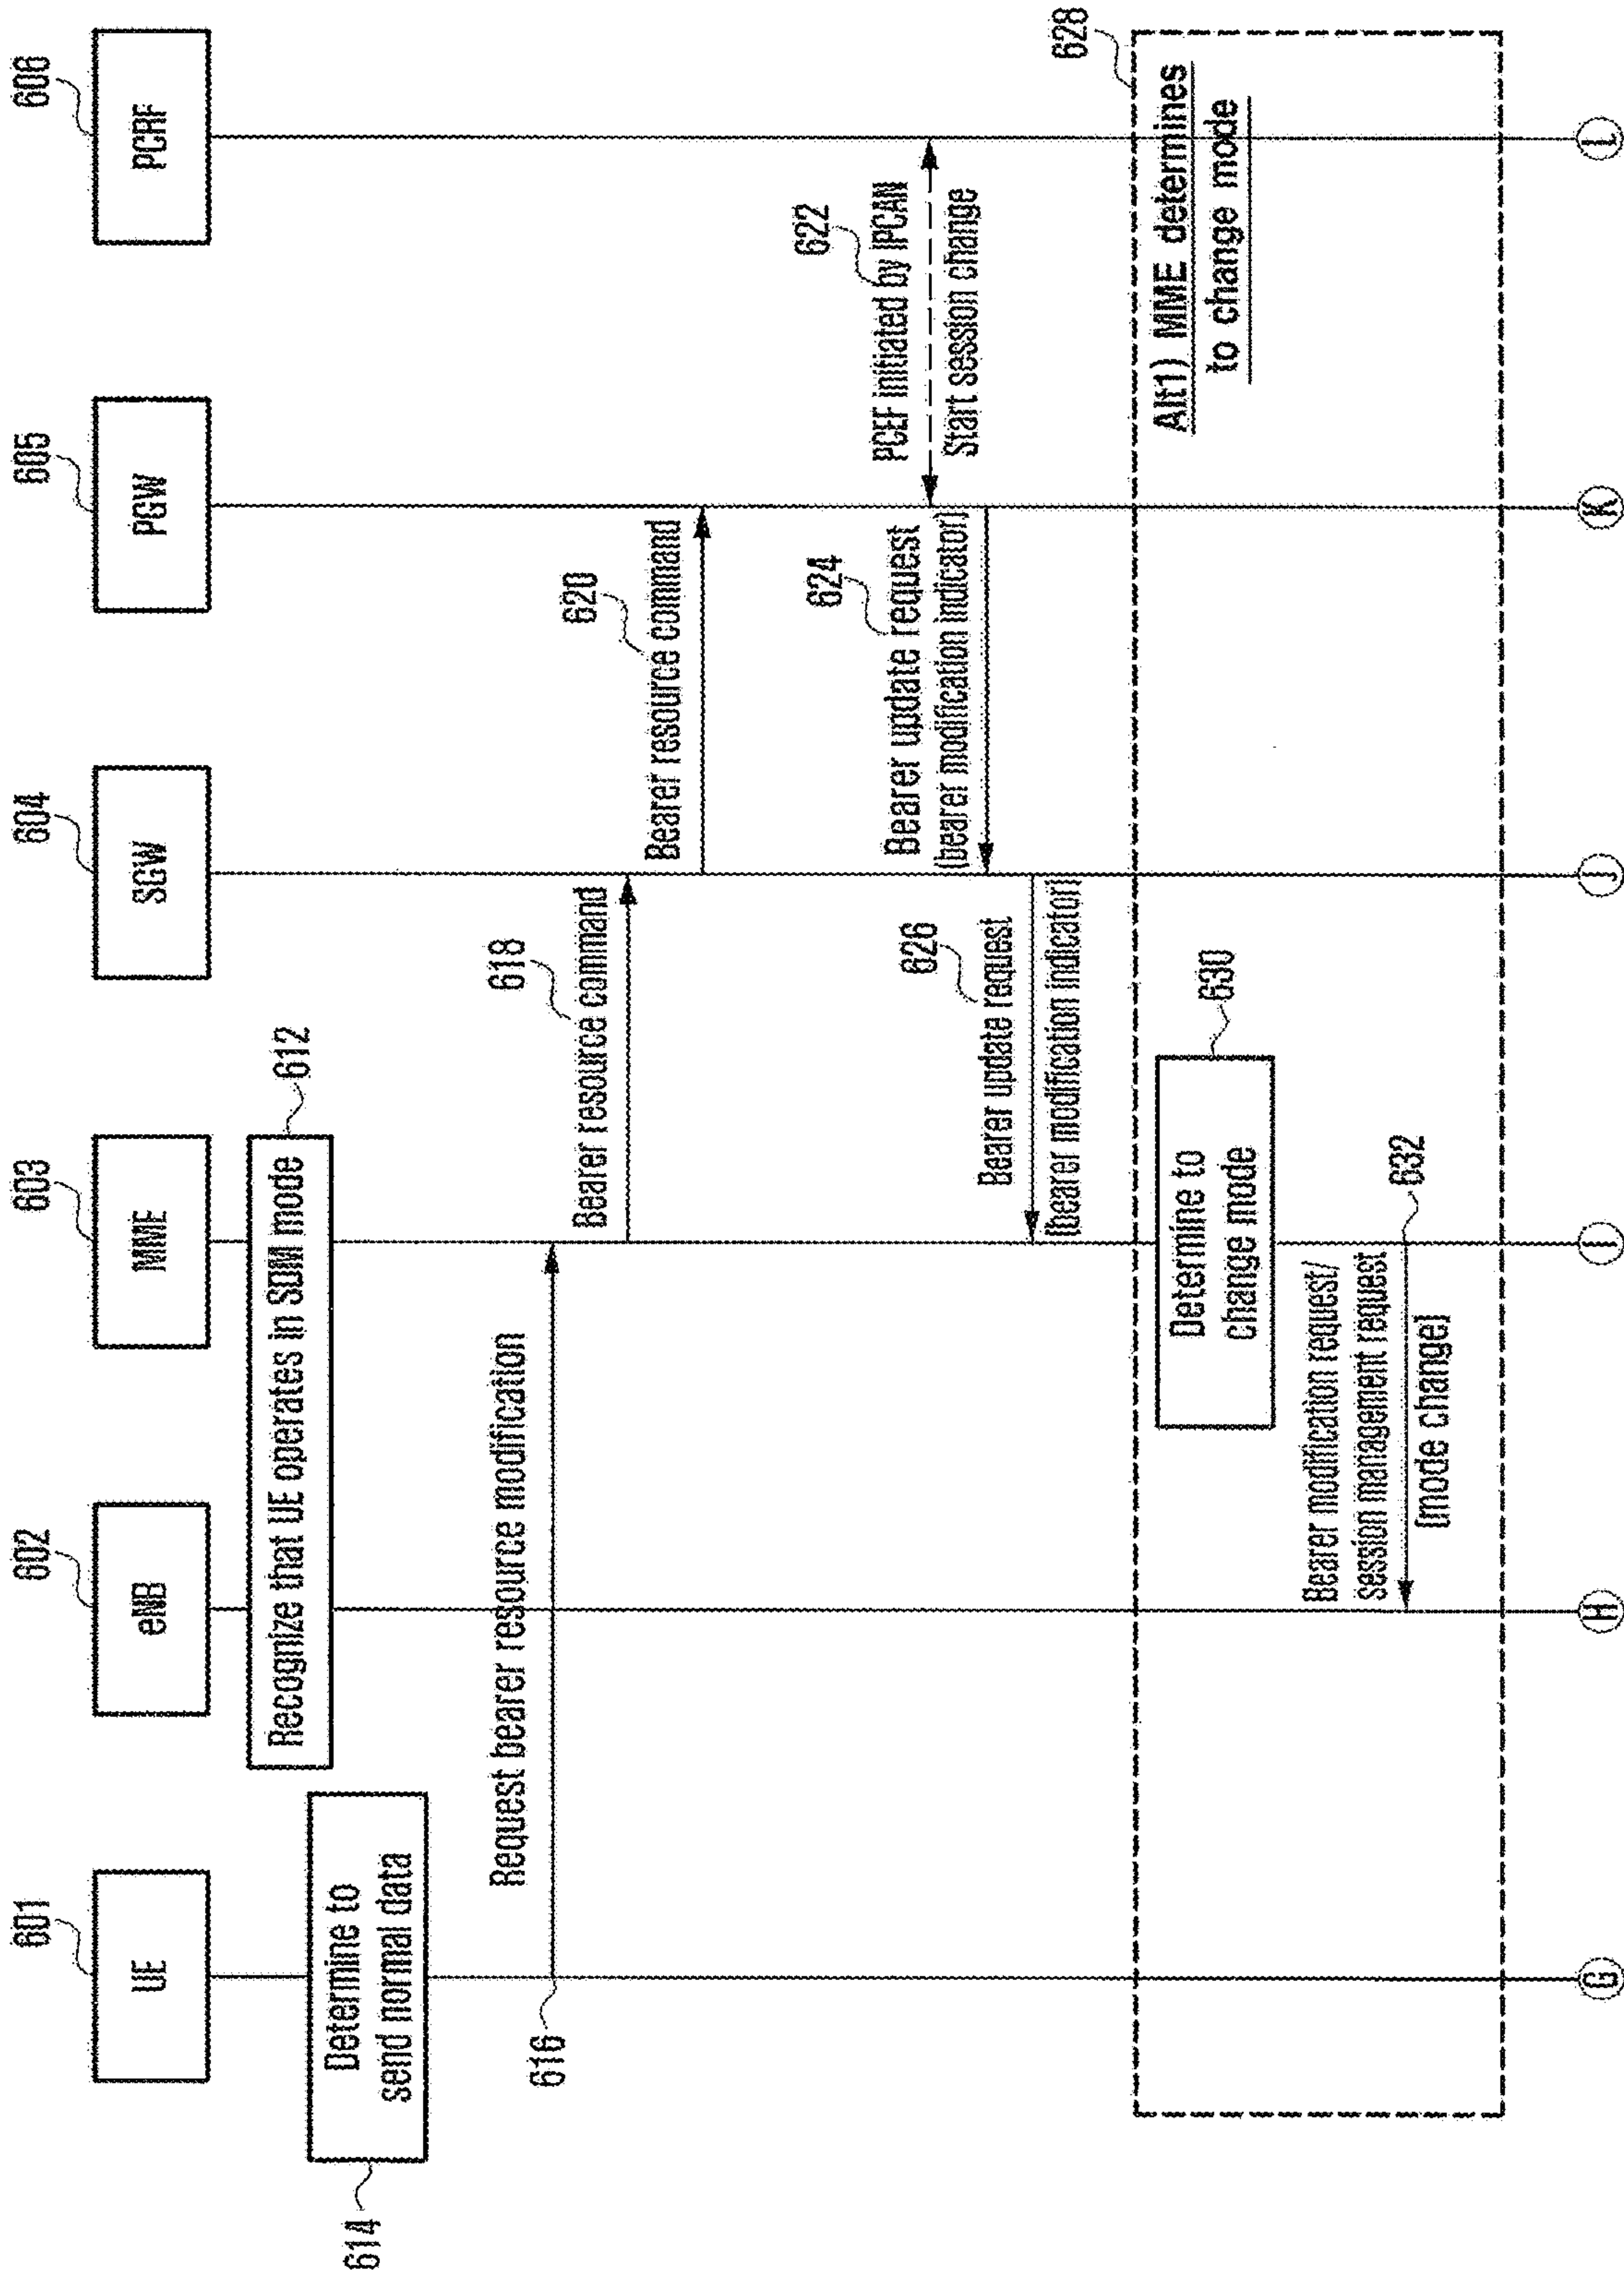 601
602
603
604
605
606
UE
eNB
MME
SGW
PGW
PCRF
612
Recognize that UE operates in SDM mode
614
Determine to
send normal data
616
Request bearer resource modification
618
Bearer resource command
620
Bearer resource command
622
PCEF initiated by IPCAN
Start session change
624
Bearer update request
(bearer modification indicator)
626
Bearer update request
(bearer modification indicator)
628
Alt1) MME determines
to change mode
630
Determine to
change mode
632
Bearer modification request/
session management request
(mode change)
G
H
I
J
K
L